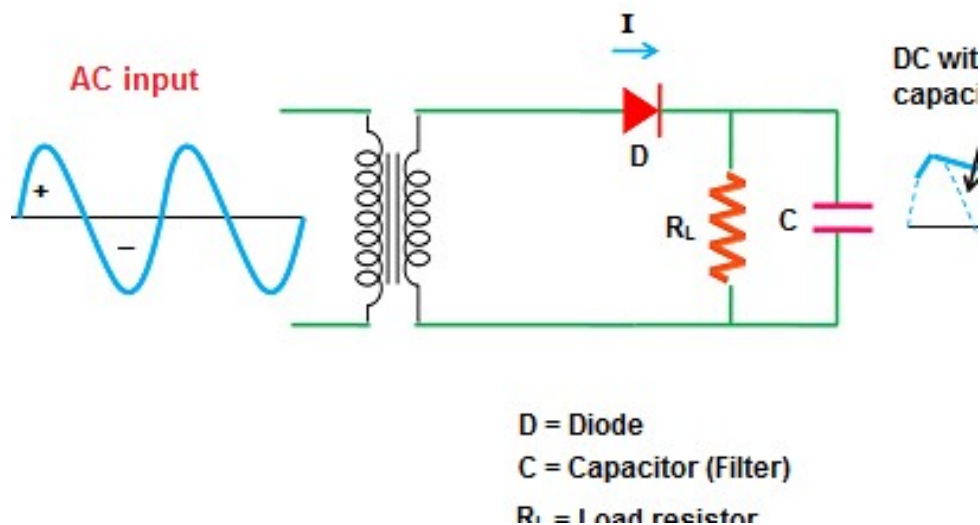 I
AC input
DC wit
capaci
+
–
D
RL
C
D = Diode
C = Capacitor (Filter)
RL = Load resistor